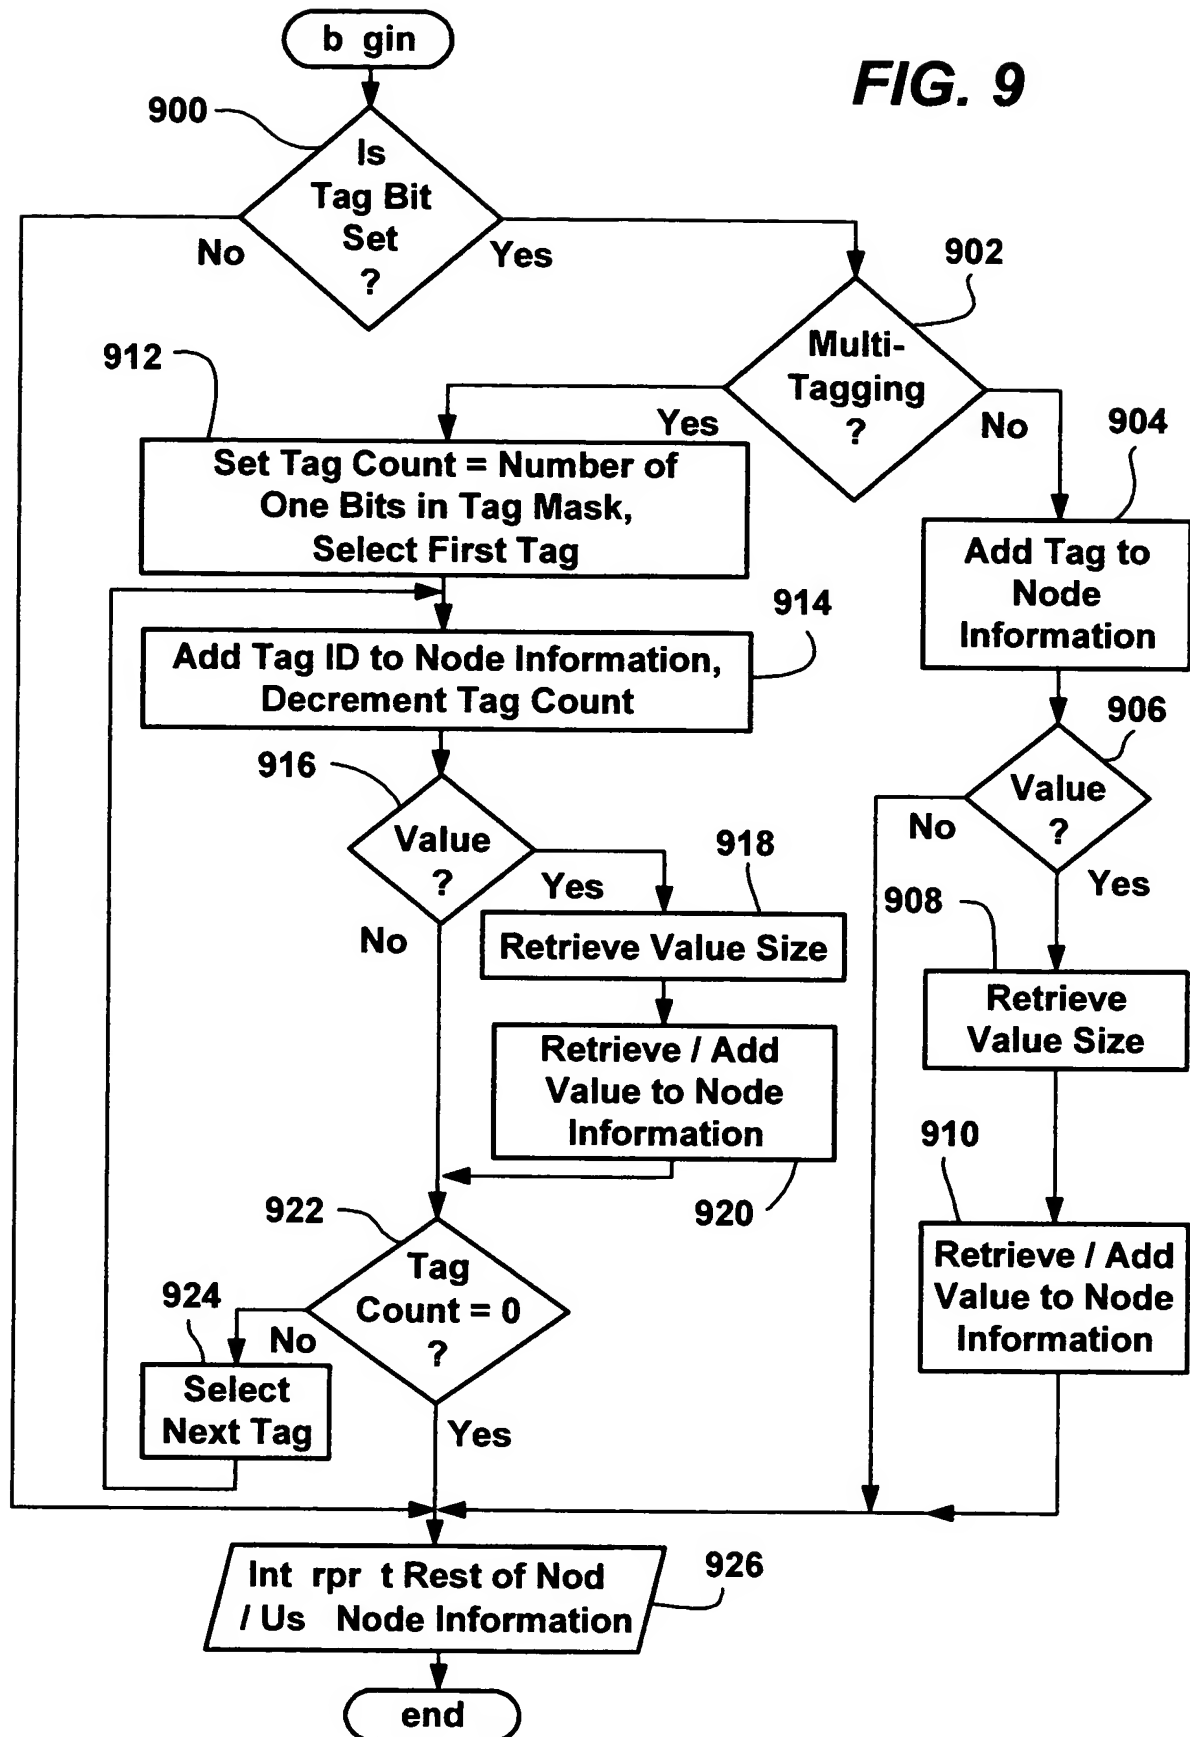 b gin
FIG. 9
900
Is
Tag Bit
Set
?
No
Yes
902
Multi-
Tagging
?
Yes
No
912
Set Tag Count = Number of
One Bits in Tag Mask,
Select First Tag
904
Add Tag to
Node
Information
914
Add Tag ID to Node Information,
Decrement Tag Count
906
Value
?
No
Yes
916
Value
?
Yes
No
918
Retrieve Value Size
908
Retrieve
Value Size
Retrieve / Add
Value to Node
Information
920
910
Retrieve / Add
Value to Node
Information
922
Tag
Count = 0
?
No
Yes
924
Select
Next Tag
Int rpr t Rest of Nod
/ Us Node Information
926
end